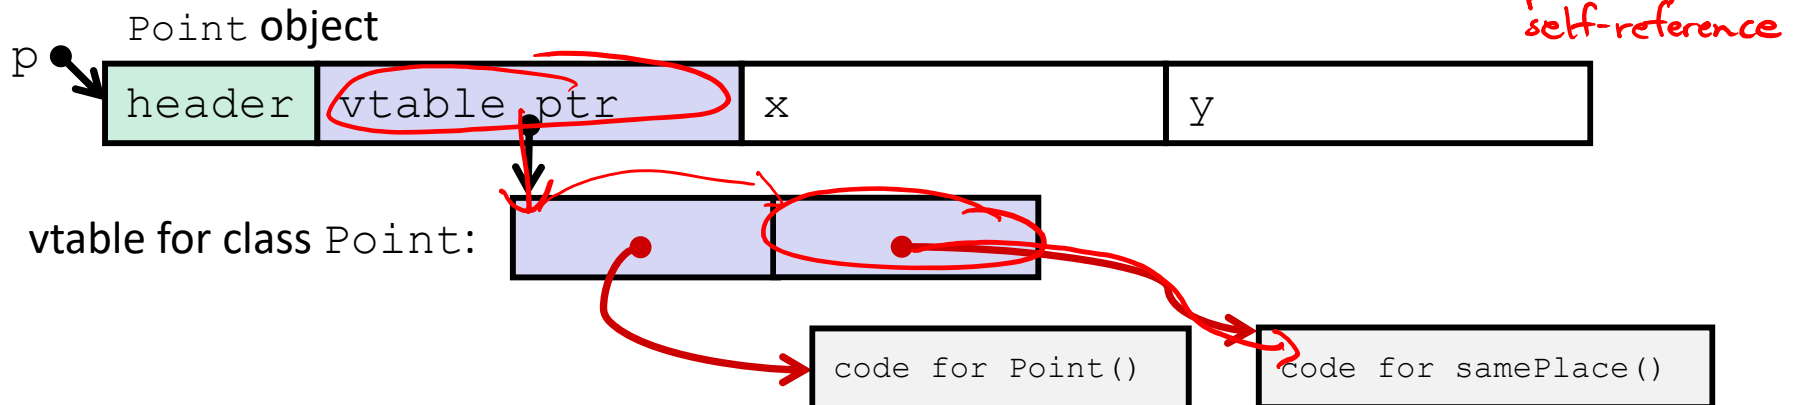 self-reference
Point object
p
header vtable ptr x y
vtable for class Point:
code for Point() code for samePlace()